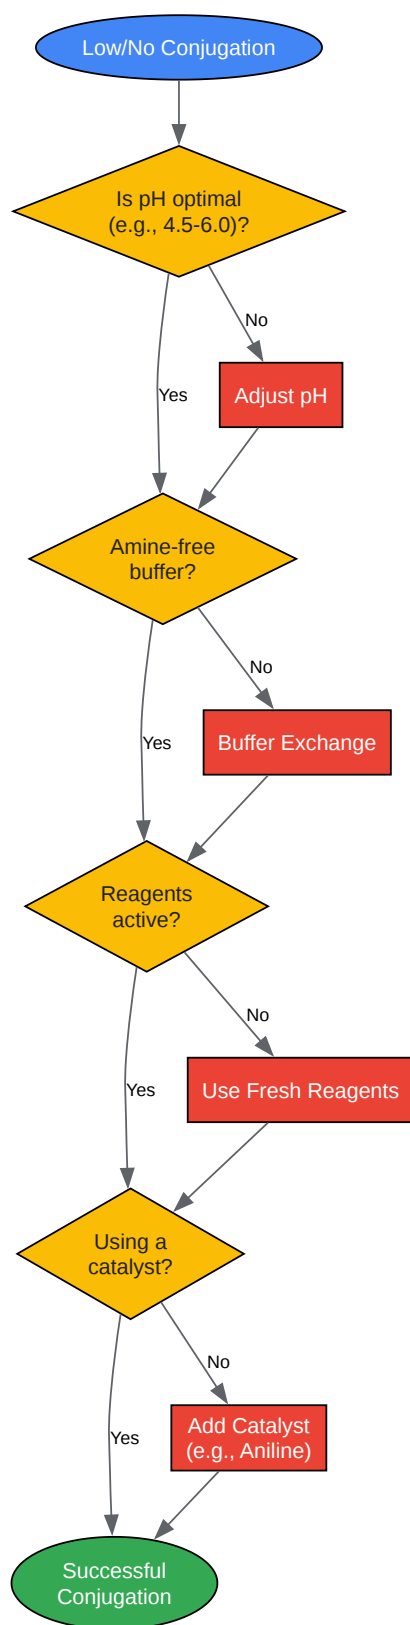 Low/No Conjugation
Is pH optimal
(e.g., 4.5-6.0)?
No
Yes
Adjust pH
Amine-free
buffer?
No
Yes
Buffer Exchange
Reagents
active?
No
Yes
Use Fresh Reagents
Using a
catalyst?
No
Yes
Add Catalyst
(e.g., Aniline)
Successful
Conjugation